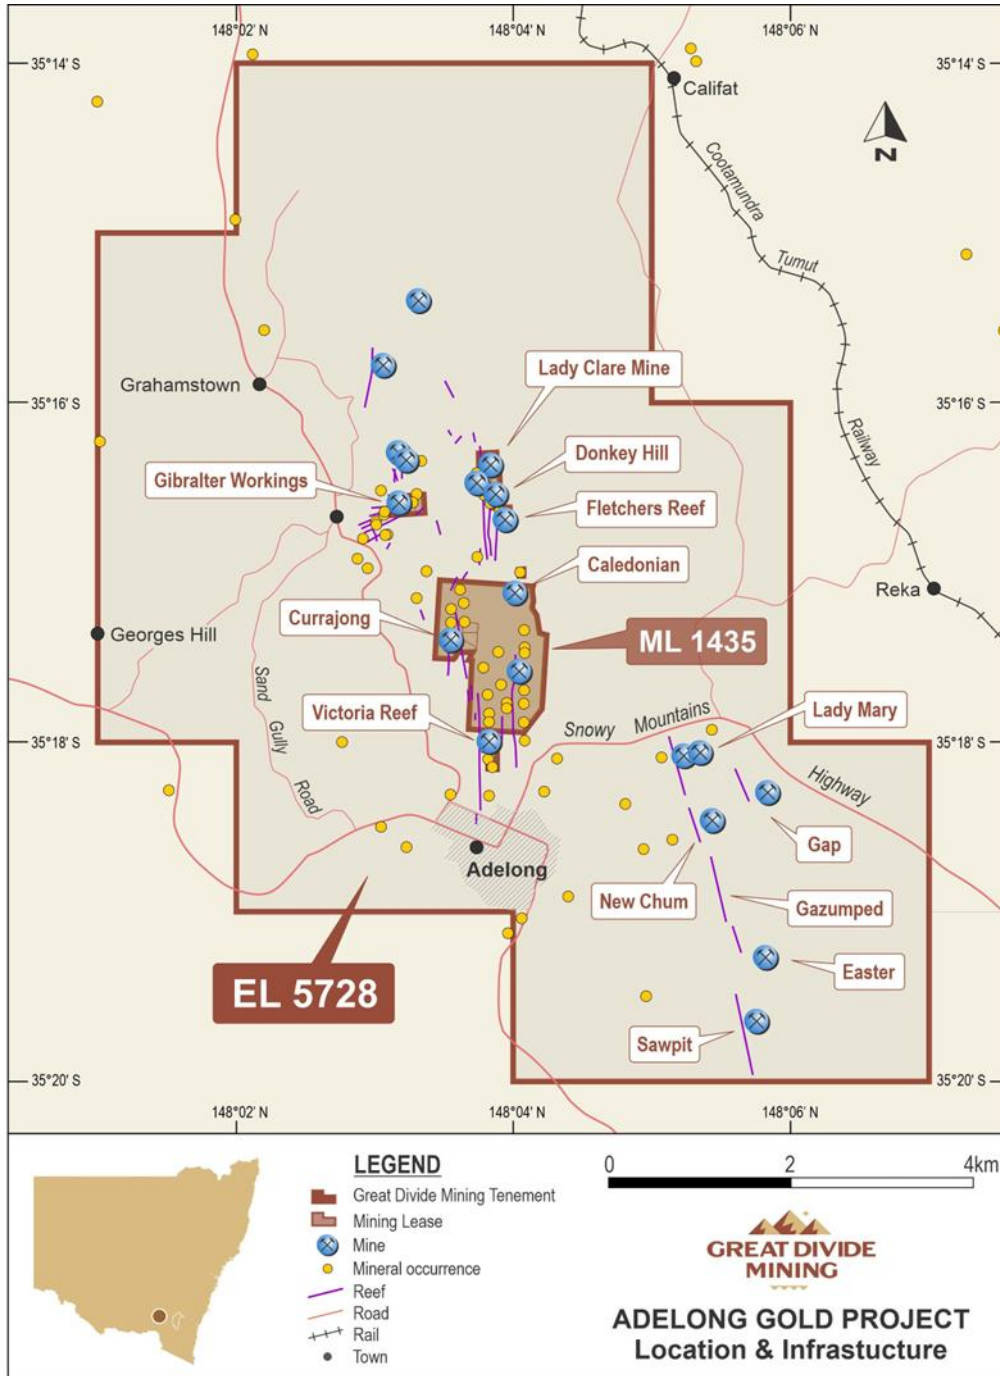 148°02' N
148°04' N
148°06' N
35°14' S
35°14' S
Califat
N
Cootamundra
Tumut
Railway
35°16' S
35°16' S
Grahamstown
Lady Clare Mine
Donkey Hill
Gibralter Workings
Fletchers Reef
Caledonian
Reka
Currajong
Georges Hill
ML 1435
Sand
Gully
Road
Victoria Reef
Snowy
Mountains
Highway
Lady Mary
35°18' S
35°18' S
Gap
Adelong
New Chum
Gazumped
EL 5728
Easter
Sawpit
35°20' S
35°20' S
148°02' N
148°04' N
148°06' N
LEGEND
Great Divide Mining Tenement
Mining Lease
Mine
Mineral occurrence
Reef
Road
Rail
Town
0
2
4km
GREAT DIVIDE
MINING
ADELONG GOLD PROJECT
Location & Infrastucture